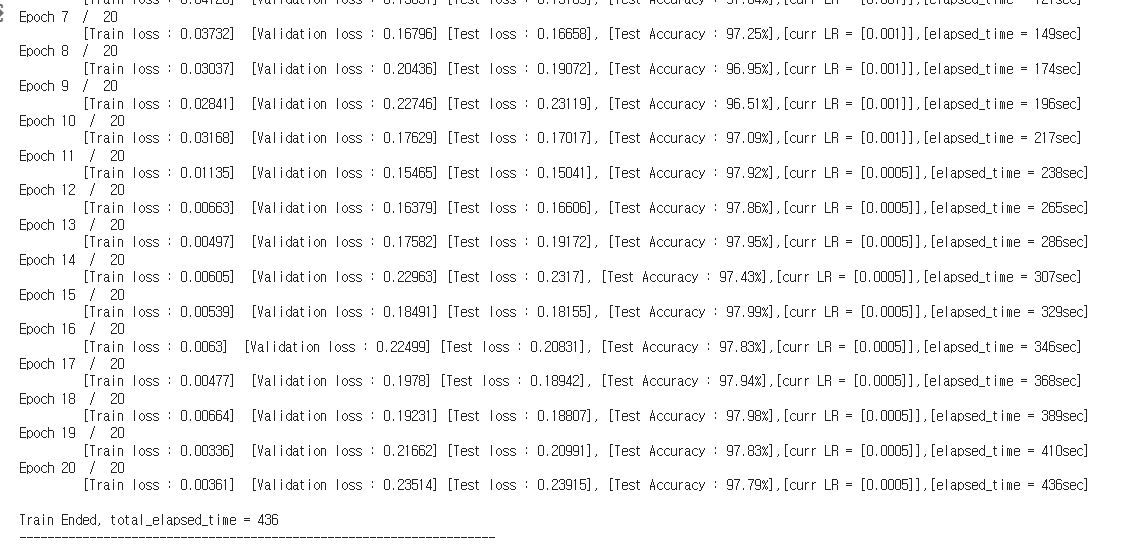 Epoch 7 / 20
[Train loss : 0.03732] [Validation loss : 0.16796] [Test loss : 0.16658], [Test Accuracy : 97.25%],[curr LR = [0.001]],[elapsed_time = 149sec]
Epoch 8 / 20
[Train loss : 0.03037] [Validation loss : 0.20436] [Test loss : 0.19072], [Test Accuracy : 96.95%],[curr LR = [0.001]],[elapsed_time = 174sec]
Epoch 9 / 20
[Train loss : 0.02841] [Validation loss : 0.22746] [Test loss : 0.23119], [Test Accuracy : 96.51%],[curr LR = [0.001]],[elapsed_time = 196sec]
Epoch 10 / 20
[Train loss : 0.03168] [Validation loss : 0.17629] [Test loss : 0.17017], [Test Accuracy : 97.09%],[curr LR = [0.001]],[elapsed_time = 217sec]
Epoch 11 / 20
[Train loss : 0.01135] [Validation loss : 0.15465] [Test loss : 0.15041], [Test Accuracy : 97.92%],[curr LR = [0.0005]],[elapsed_time = 238sec]
Epoch 12 / 20
[Train loss : 0.00663] [Validation loss : 0.16379] [Test loss : 0.16606], [Test Accuracy : 97.86%],[curr LR = [0.0005]],[elapsed_time = 265sec]
Epoch 13 / 20
[Train loss : 0.00497] [Validation loss : 0.17582] [Test loss : 0.19172], [Test Accuracy : 97.95%],[curr LR = [0.0005]],[elapsed_time = 286sec]
Epoch 14 / 20
[Train loss : 0.00605] [Validation loss : 0.22963] [Test loss : 0.2317], [Test Accuracy : 97.43%],[curr LR = [0.0005]],[elapsed_time = 307sec]
Epoch 15 / 20
[Train loss : 0.00539] [Validation loss : 0.18491] [Test loss : 0.18155], [Test Accuracy : 97.99%],[curr LR = [0.0005]],[elapsed_time = 329sec]
Epoch 16 / 20
[Train loss : 0.0063] [Validation loss : 0.22499] [Test loss : 0.20831], [Test Accuracy : 97.83%],[curr LR = [0.0005]],[elapsed_time = 346sec]
Epoch 17 / 20
[Train loss : 0.00477] [Validation loss : 0.1978] [Test loss : 0.18942], [Test Accuracy : 97.94%],[curr LR = [0.0005]],[elapsed_time = 368sec]
Epoch 18 / 20
[Train loss : 0.00664] [Validation loss : 0.19231] [Test loss : 0.18807], [Test Accuracy : 97.98%],[curr LR = [0.0005]],[elapsed_time = 389sec]
Epoch 19 / 20
[Train loss : 0.00336] [Validation loss : 0.21662] [Test loss : 0.20991], [Test Accuracy : 97.83%],[curr LR = [0.0005]],[elapsed_time = 410sec]
Epoch 20 / 20
[Train loss : 0.00361] [Validation loss : 0.23514] [Test loss : 0.23915], [Test Accuracy : 97.79%],[curr LR = [0.0005]],[elapsed_time = 436sec]
Train Ended, total_elapsed_time = 436
--------------------------------------------------------------------